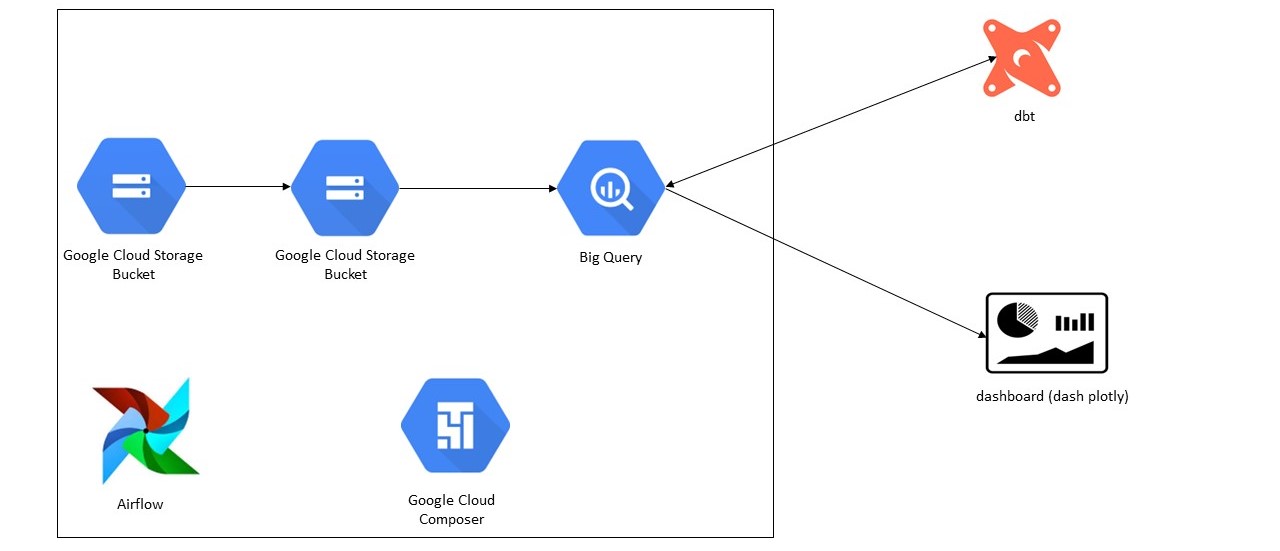 dbt
Google Cloud Storage
Bucket
Google Cloud Storage
Bucket
Big Query
dashboard (dash plotly)
Airflow
Google Cloud
Composer